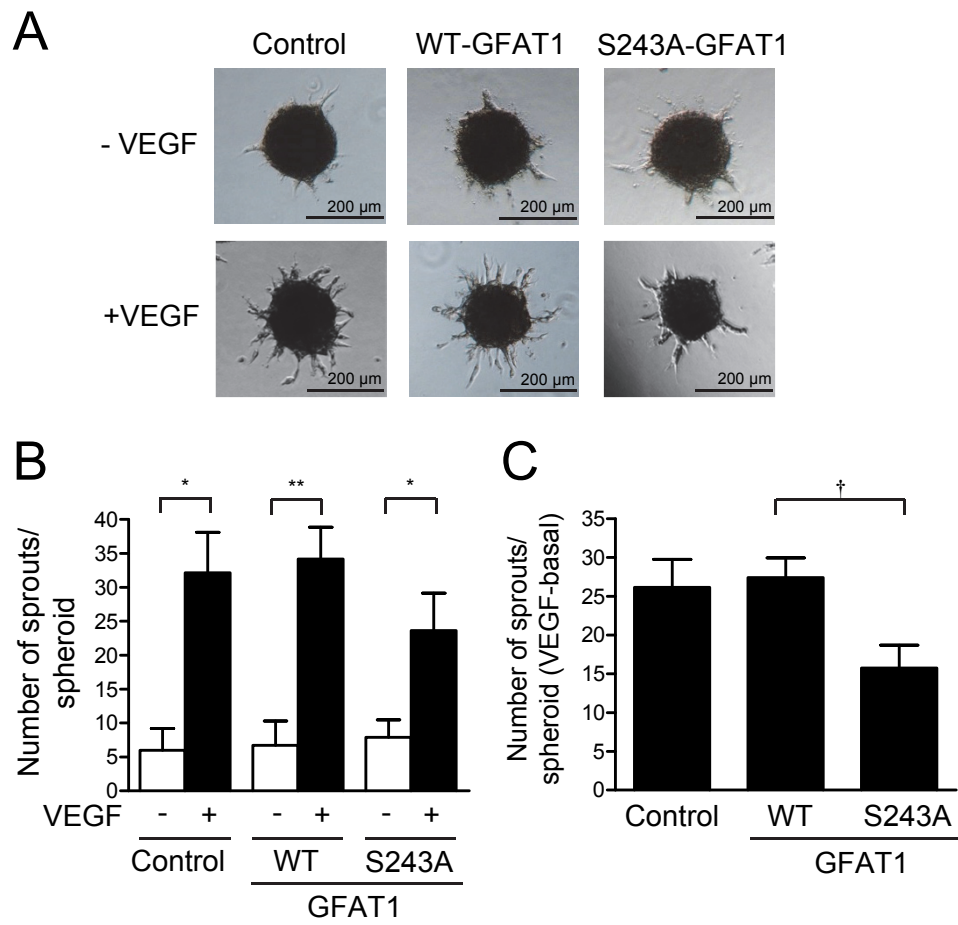 A
Control WT-GFAT1 S243A-GFAT1
- VEGF
200 µm 200 µm 200 µm
+VEGF
200 µm 200 µm 200 µm
B
* ** *
Number of sprouts/
spheroid
40
35
30
25
20
15
10
5
0
VEGF - + - + - +
Control WT S243A
GFAT1
C
†
Number of sprouts/
spheroid (VEGF-basal)
35
30
25
20
15
10
5
0
Control WT S243A
GFAT1